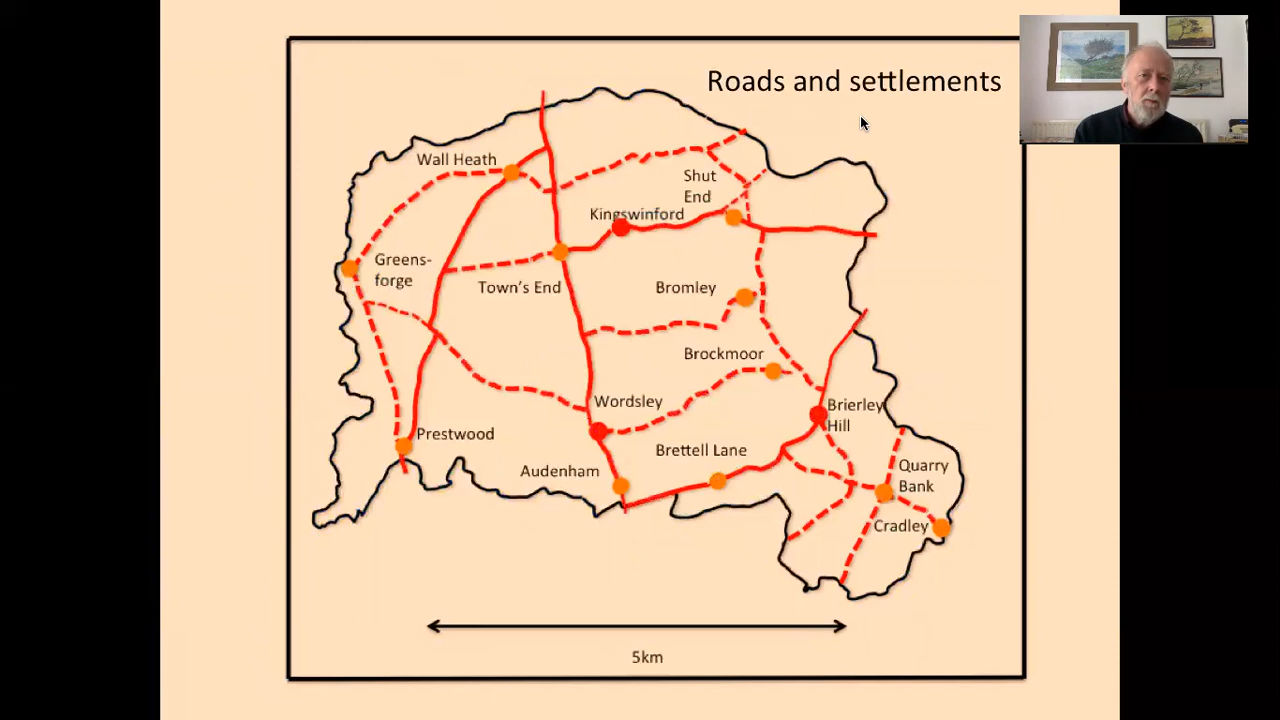 Roads and settlements
Wall Heath
Shut
End
Kingswinford
Greens-
forge
Town's End
Bromley
Brockmoor
Wordsley
Brierley
Hill
Prestwood
Brettell Lane
Audenham
Quarry
Bank
Cradley
5km